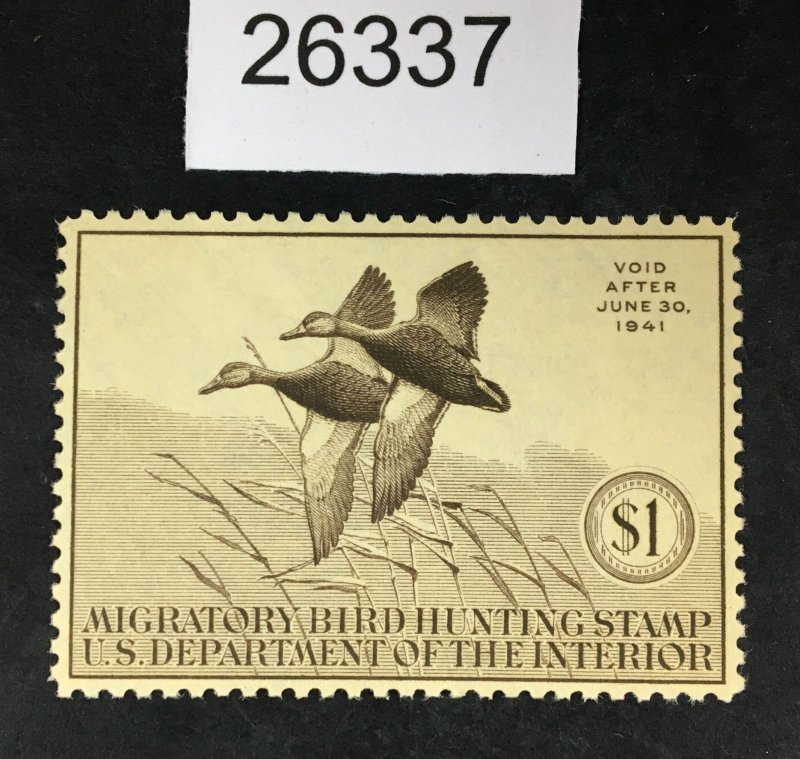 26337
VOID
AFTER
JUNE 30,
1941
$1
MIGRATORY BIRD HUNTING STAMP
U.S. DEPARTMENT OF THE INTERIOR